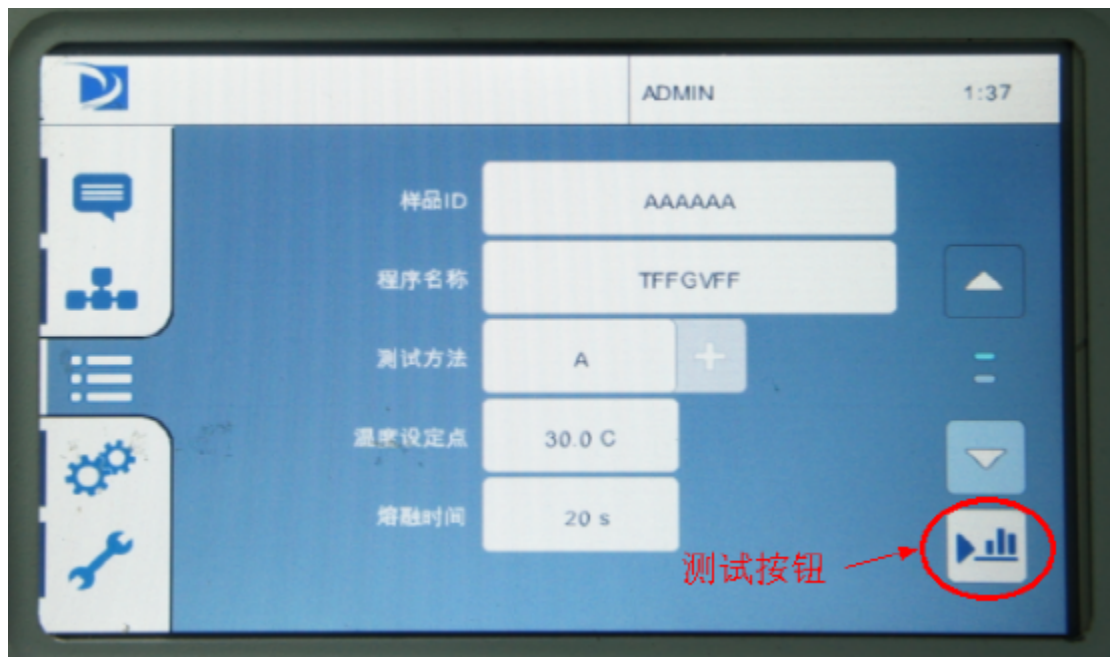 ADMIN 1:37
样品ID AAAAAA
程序名称 TFFGVFF
测试方法 A +
温度设定点 30.0 C
熔融时间 20 s
测试按钮